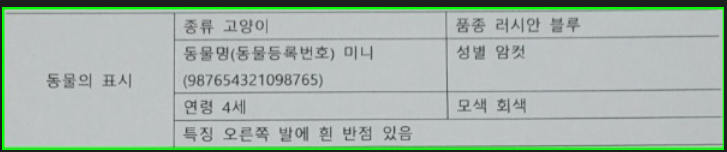 종류 고양이 품종 러시안 블루
동물명(동물등록번호) 미니 성별 암컷
동물의 표시 (987654321098765)
연령 4세 모색 회색
특징 오른쪽 발에 흰 반점 있음